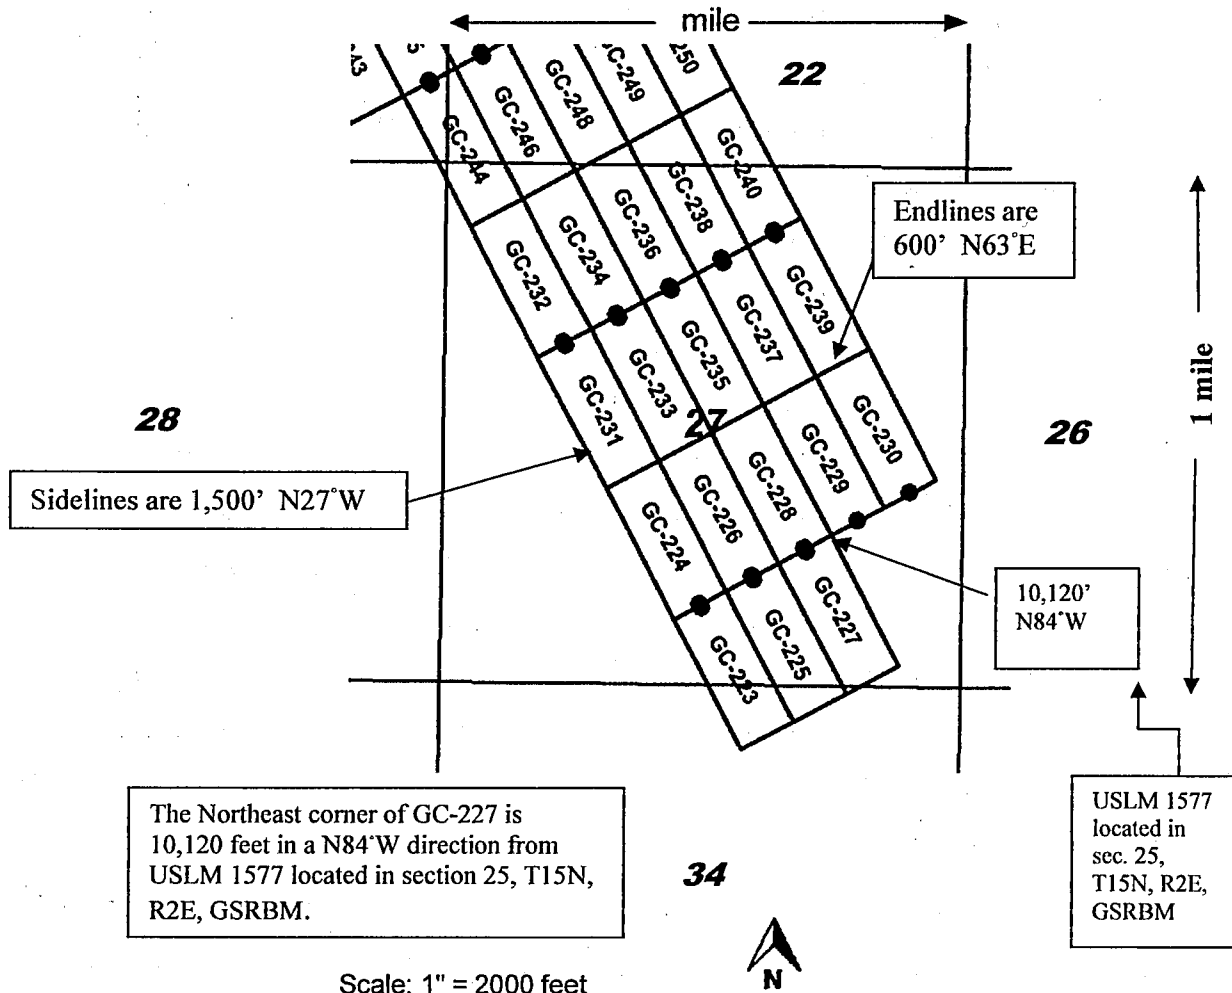 mile
22
A3
5
GC-249
250
GC-248
GC-246
GC-244
GC-240
GC-238
GC-236
GC-234
GC-232
Endlines are
600' N63°E
GC-239
GC-237
GC-235
GC-233
GC-231
1 mile
28
27
26
GC-230
GC-229
GC-228
GC-226
GC-224
Sidelines are 1,500' N27°W
10,120'
N84°W
GC-227
GC-225
GC-223
The Northeast corner of GC-227 is
10,120 feet in a N84°W direction from
USLM 1577 located in section 25, T15N,
R2E, GSRBM.
34
USLM 1577
located in
sec. 25,
T15N, R2E,
GSRBM
N
Scale: 1" = 2000 feet